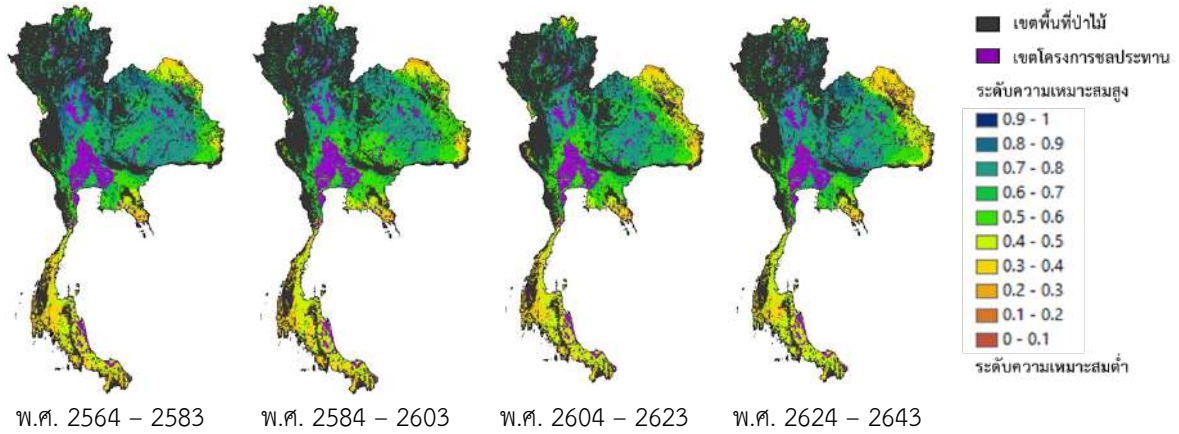 เขตพื้นที่ป่าไม้
เขตโครงการชลประทาน
ระดับความเหมาะสมสูง
0.9 - 1
0.8 - 0.9
0.7 - 0.8
0.6 - 0.7
0.5 - 0.6
0.4 - 0.5
0.3 - 0.4
0.2 - 0.3
0.1 - 0.2
0 - 0.1
ระดับความเหมาะสมต่ำ
พ.ศ. 2564 – 2583
พ.ศ. 2584 – 2603
พ.ศ. 2604 – 2623
พ.ศ. 2624 – 2643